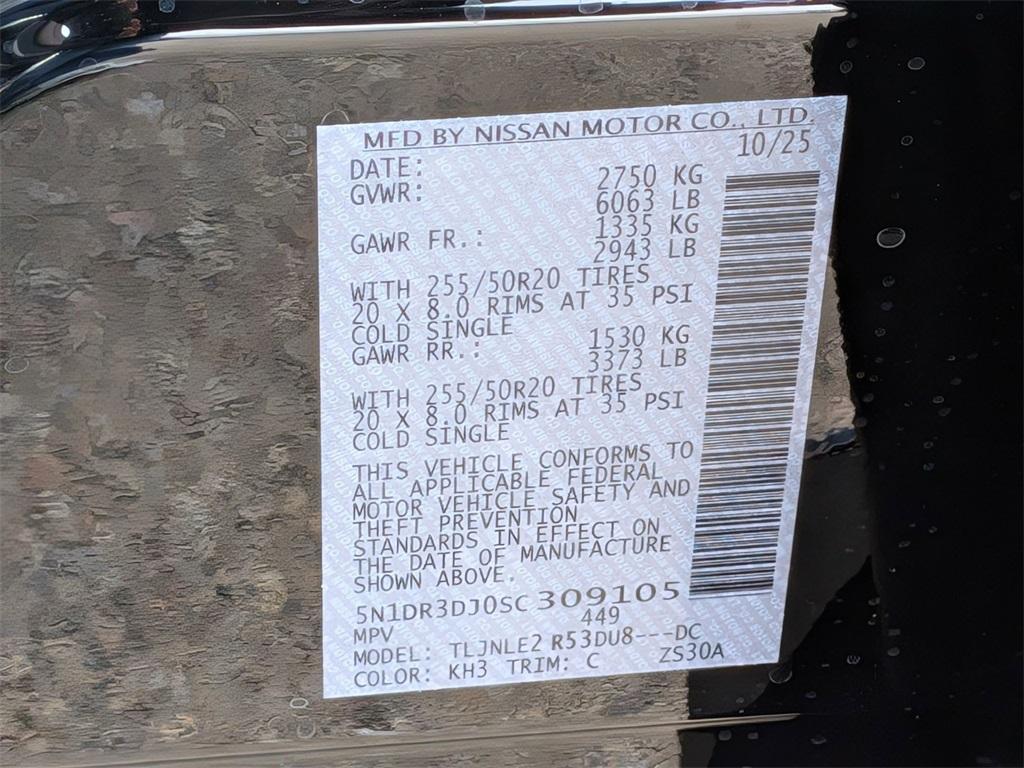 MFD BY NISSAN MOTOR CO., LTD.
DATE: 10/25
GVWR: 2750 KG
6063 LB
GAWR FR.: 1335 KG
2943 LB
WITH 255/50R20 TIRES
20 X 8.0 RIMS AT 35 PSI
COLD SINGLE
GAWR RR.: 1530 KG
3373 LB
WITH 255/50R20 TIRES
20 X 8.0 RIMS AT 35 PSI
COLD SINGLE
THIS VEHICLE CONFORMS TO
ALL APPLICABLE FEDERAL
MOTOR VEHICLE SAFETY AND
THEFT PREVENTION
STANDARDS IN EFFECT ON
THE DATE OF MANUFACTURE
SHOWN ABOVE.
5N1DR3DJ0SC309105
MPV 449
MODEL: TLJNLE2 R53DU8---DC
COLOR: KH3 TRIM: C ZS30A